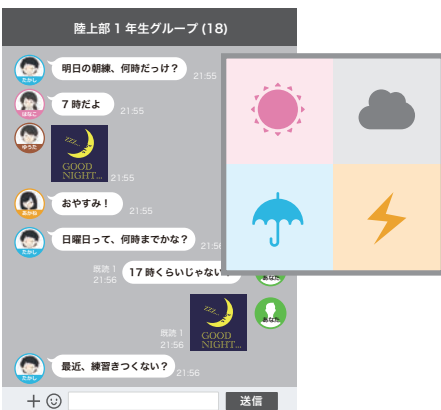 陸上部 1 年生グループ (18)
明日の朝練、何時だっけ？
21:55
たかし
7 時だよ
21:55
はなこ
zzz...
GOOD
NIGHT...
21:55
ゆうた
おやすみ！
21:55
あかね
日曜日って、何時までかな？
たかし
既読 1
21:56
17 時くらいじゃない
あなた
zzz...
GOOD
NIGHT...
既読 1
21:56
あなた
最近、練習きつくない？
21:56
たかし
送信